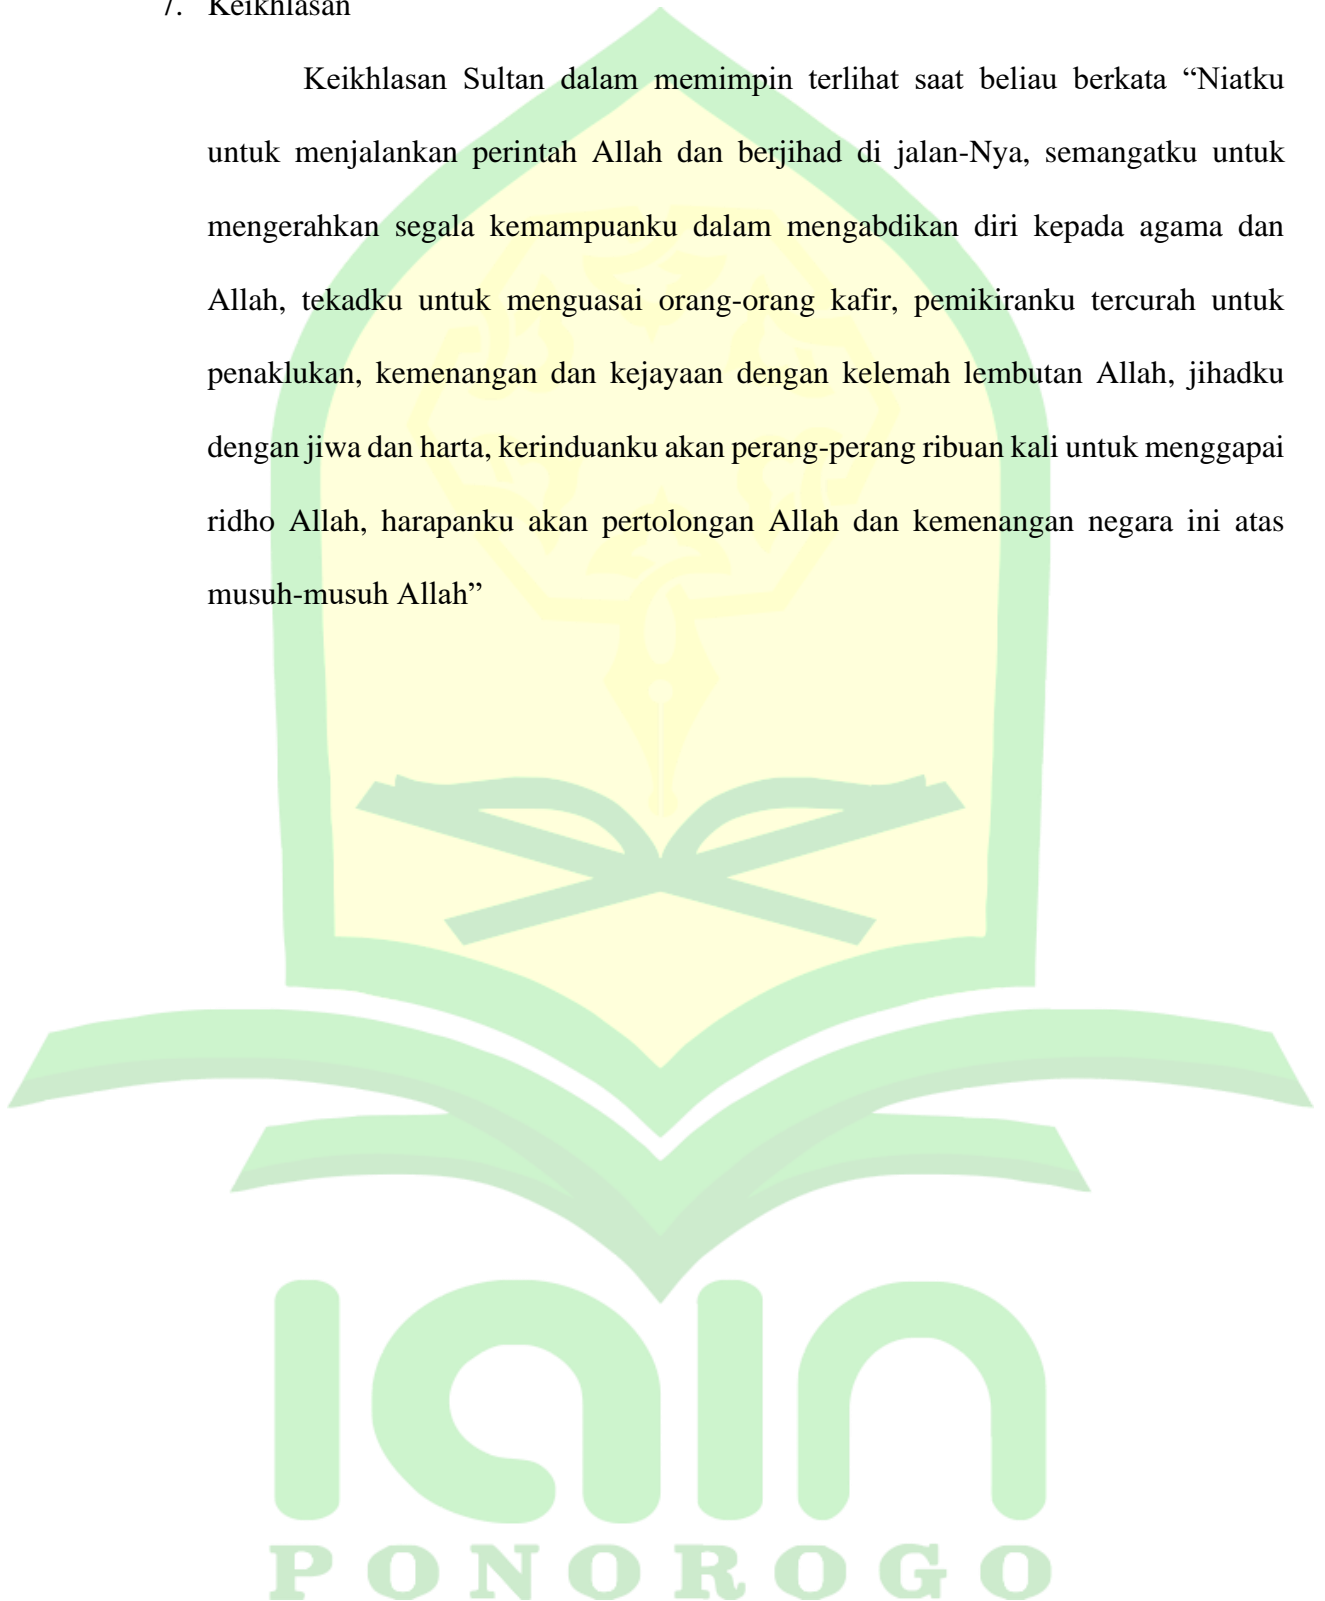 7. Keikhlasan
Keikhlasan Sultan dalam memimpin terlihat saat beliau berkata “Niatku
untuk menjalankan perintah Allah dan berjihad di jalan-Nya, semangatku untuk
mengerahkan segala kemampuanku dalam mengabdikan diri kepada agama dan
Allah, tekadku untuk menguasai orang-orang kafir, pemikiranku tercurah untuk
penaklukan, kemenangan dan kejayaan dengan kelemah lembutan Allah, jihadku
dengan jiwa dan harta, kerinduanku akan perang-perang ribuan kali untuk menggapai
ridho Allah, harapanku akan pertolongan Allah dan kemenangan negara ini atas
musuh-musuh Allah”
iain
PONOROGO